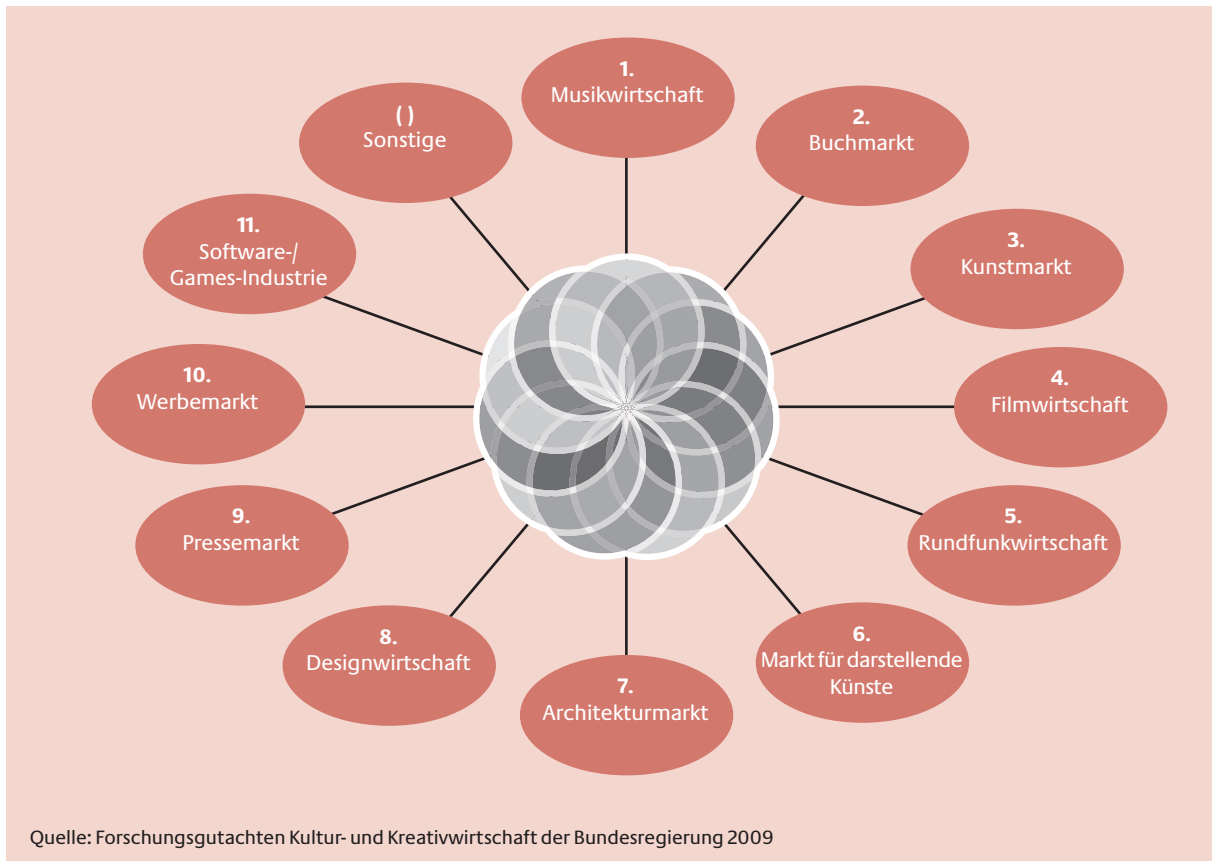 1.
Musikwirtschaft
2.
Buchmarkt
3.
Kunstmarkt
4.
Filmwirtschaft
5.
Rundfunkwirtschaft
6.
Markt für darstellende
Künste
7.
Architekturmarkt
8.
Designwirtschaft
9.
Pressemarkt
10.
Werbemarkt
11.
Software-/
Games-Industrie
( )
Sonstige
Quelle: Forschungsgutachten Kultur- und Kreativwirtschaft der Bundesregierung 2009